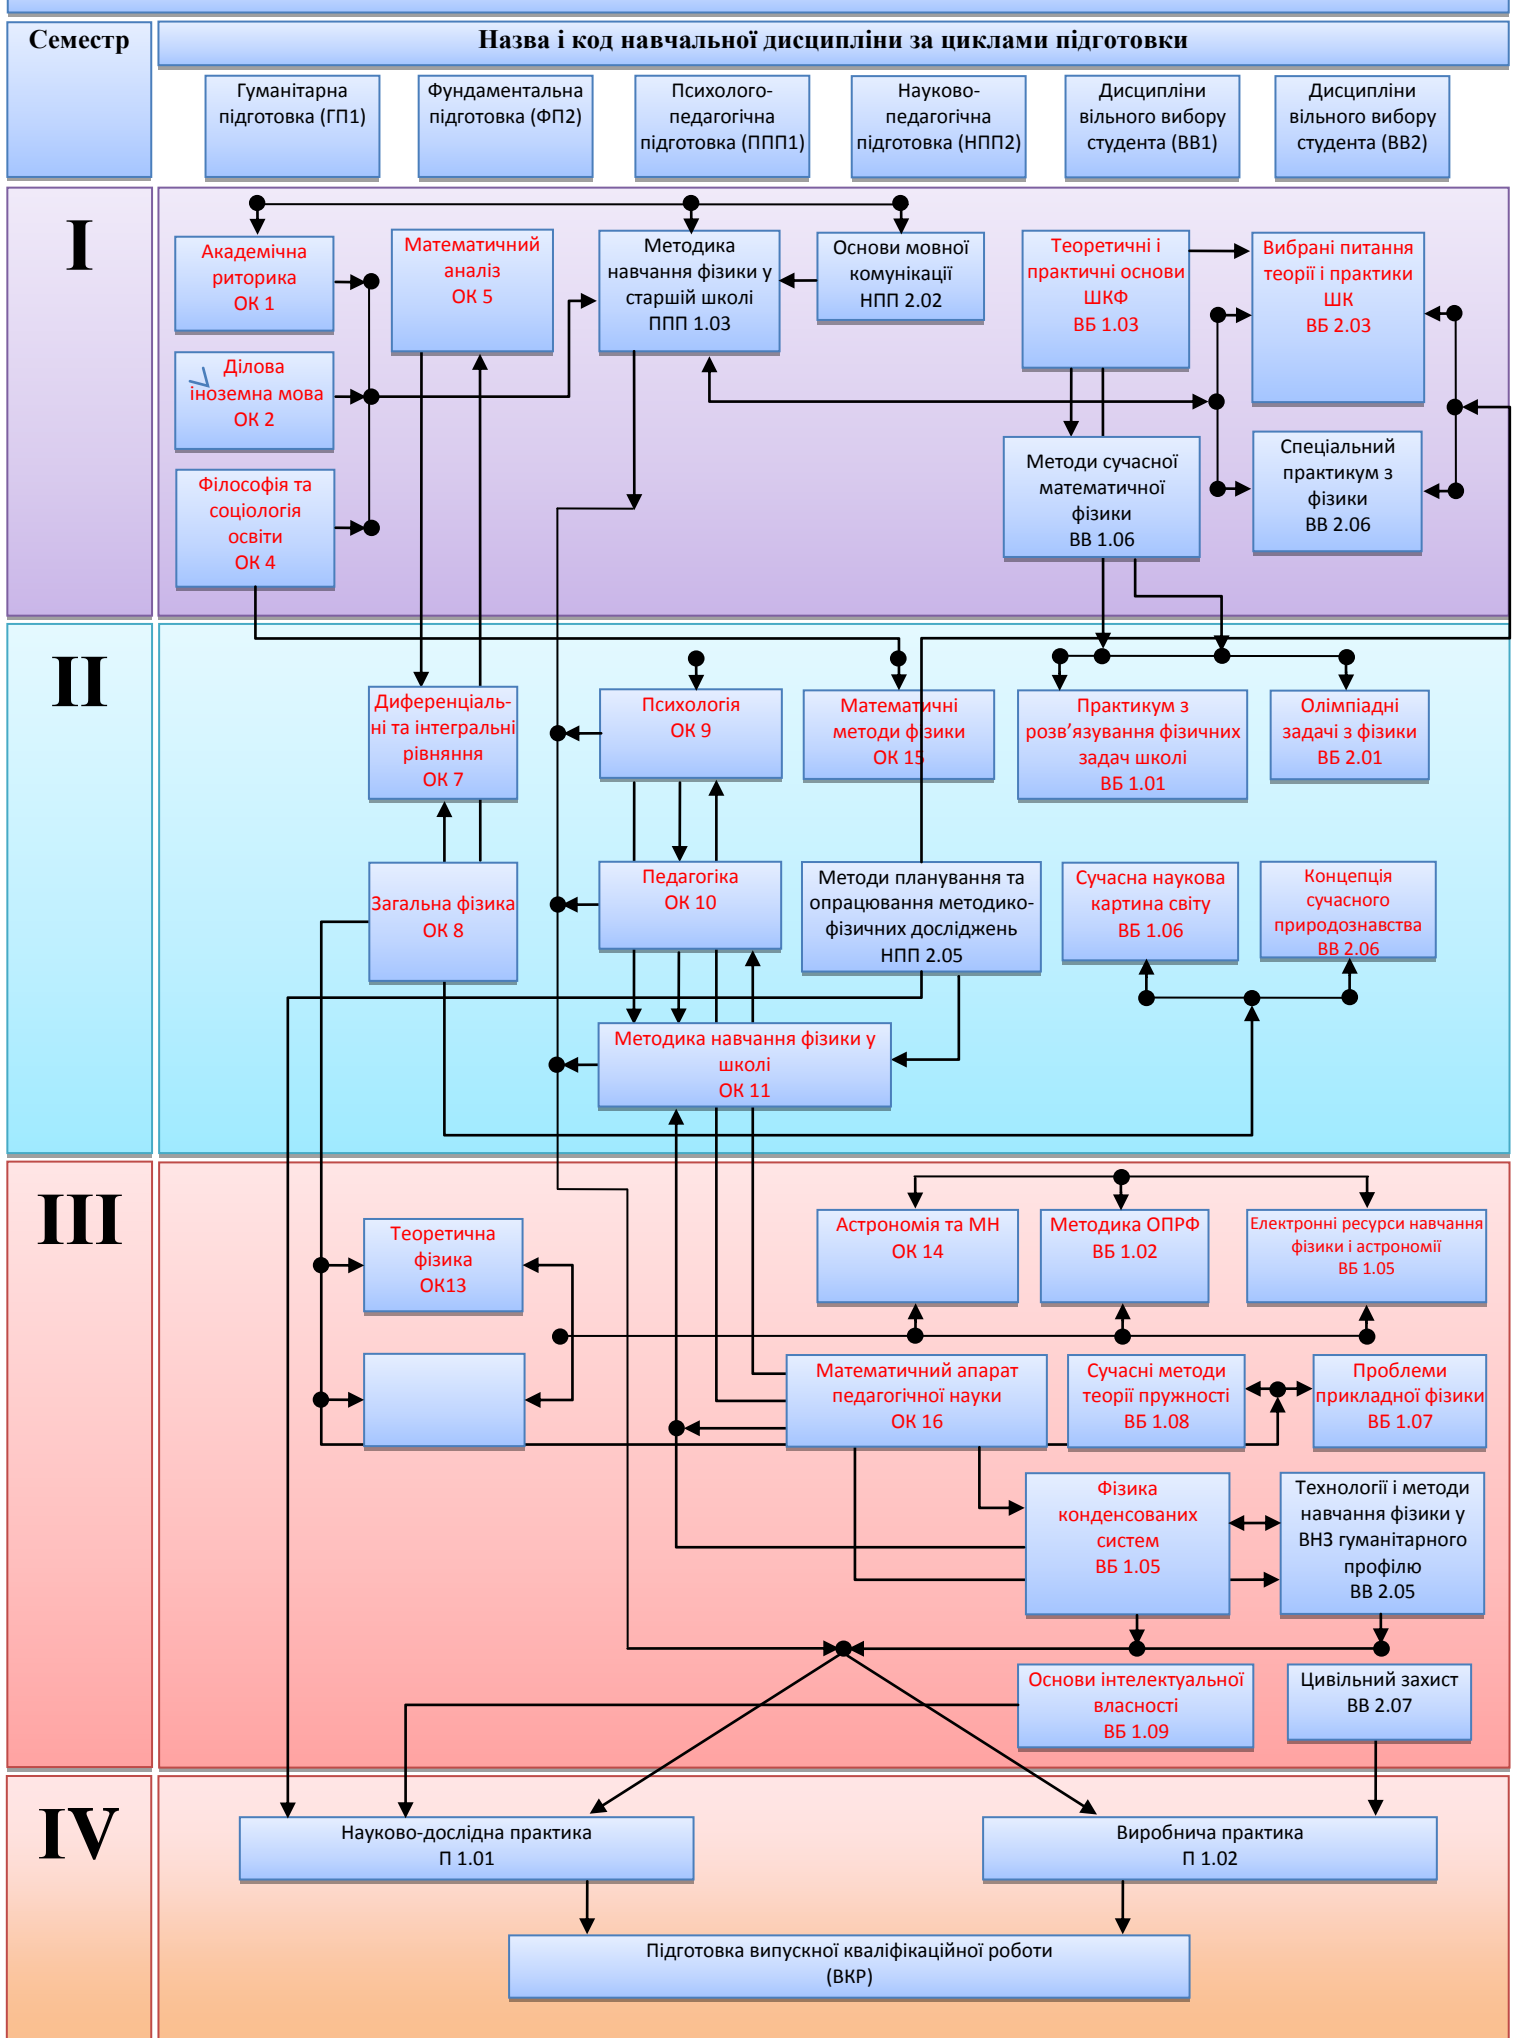 Семестр
Назва і код навчальної дисципліни за циклами підготовки
Гуманітарна
підготовка (ГП1)
Фундаментальна
підготовка (ФП2)
Психолого-
педагогічна
підготовка (ППП1)
Науково-
педагогічна
підготовка (НПП2)
Дисципліни
вільного вибору
студента (ВВ1)
Дисципліни
вільного вибору
студента (ВВ2)
I
Академічна
риторика
ОК 1
Математичний
аналіз
ОК 5
Методика
навчання фізики у
старшій школі
ППП 1.03
Основи мовної
комунікації
НПП 2.02
Теоретичні і
практичні основи
ШКФ
ВБ 1.03
Вибрані питання
теорії і практики
ШК
ВБ 2.03
Ділова
іноземна мова
ОК 2
Філософія та
соціологія
освіти
ОК 4
Методи сучасної
математичної
фізики
ВВ 1.06
Спеціальний
практикум з
фізики
ВВ 2.06
II
Диференціаль-
ні та інтегральні
рівняння
ОК 7
Психологія
ОК 9
Математичні
методи фізики
ОК 15
Практикум з
розв’язування фізичних
задач школі
ВБ 1.01
Олімпіадні
задачі з фізики
ВБ 2.01
Загальна фізика
ОК 8
Педагогіка
ОК 10
Методи планування та
опрацювання методико-
фізичних досліджень
НПП 2.05
Сучасна наукова
картина світу
ВБ 1.06
Концепція
сучасного
природознавства
ВВ 2.06
Методика навчання фізики у
школі
ОК 11
III
Теоретична
фізика
ОК13
Астрономія та МН
ОК 14
Методика ОПРФ
ВБ 1.02
Електронні ресурси навчання
фізики і астрономії
ВБ 1.05
Математичний апарат
педагогічної науки
ОК 16
Сучасні методи
теорії пружності
ВБ 1.08
Проблеми
прикладної фізики
ВБ 1.07
Фізика
конденсованих
систем
ВБ 1.05
Технології і методи
навчання фізики у
ВНЗ гуманітарного
профілю
ВВ 2.05
Основи інтелектуальної
власності
ВБ 1.09
Цивільний захист
ВВ 2.07
IV
Науково-дослідна практика
П 1.01
Виробнича практика
П 1.02
Підготовка випускної кваліфікаційної роботи
(ВКР)